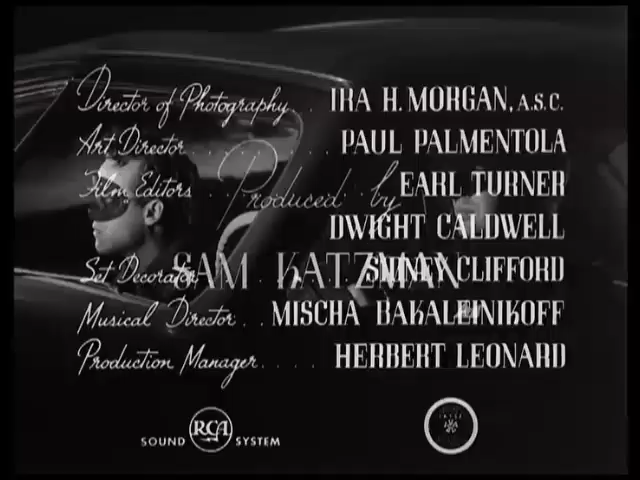 Director of Photography... IRA H. MORGAN, A.S.C.
Art Director.......... PAUL PALMENTOLA
Film Editors.......... EARL TURNER
Produced by
DWIGHT CALDWELL
Set Decorator SIDNEY CLIFFORD
SAM KATZMAN
Musical Director.. MISCHA BAKALEINIKOFF
Production Manager.... HERBERT LEONARD
RCA
SOUND SYSTEM